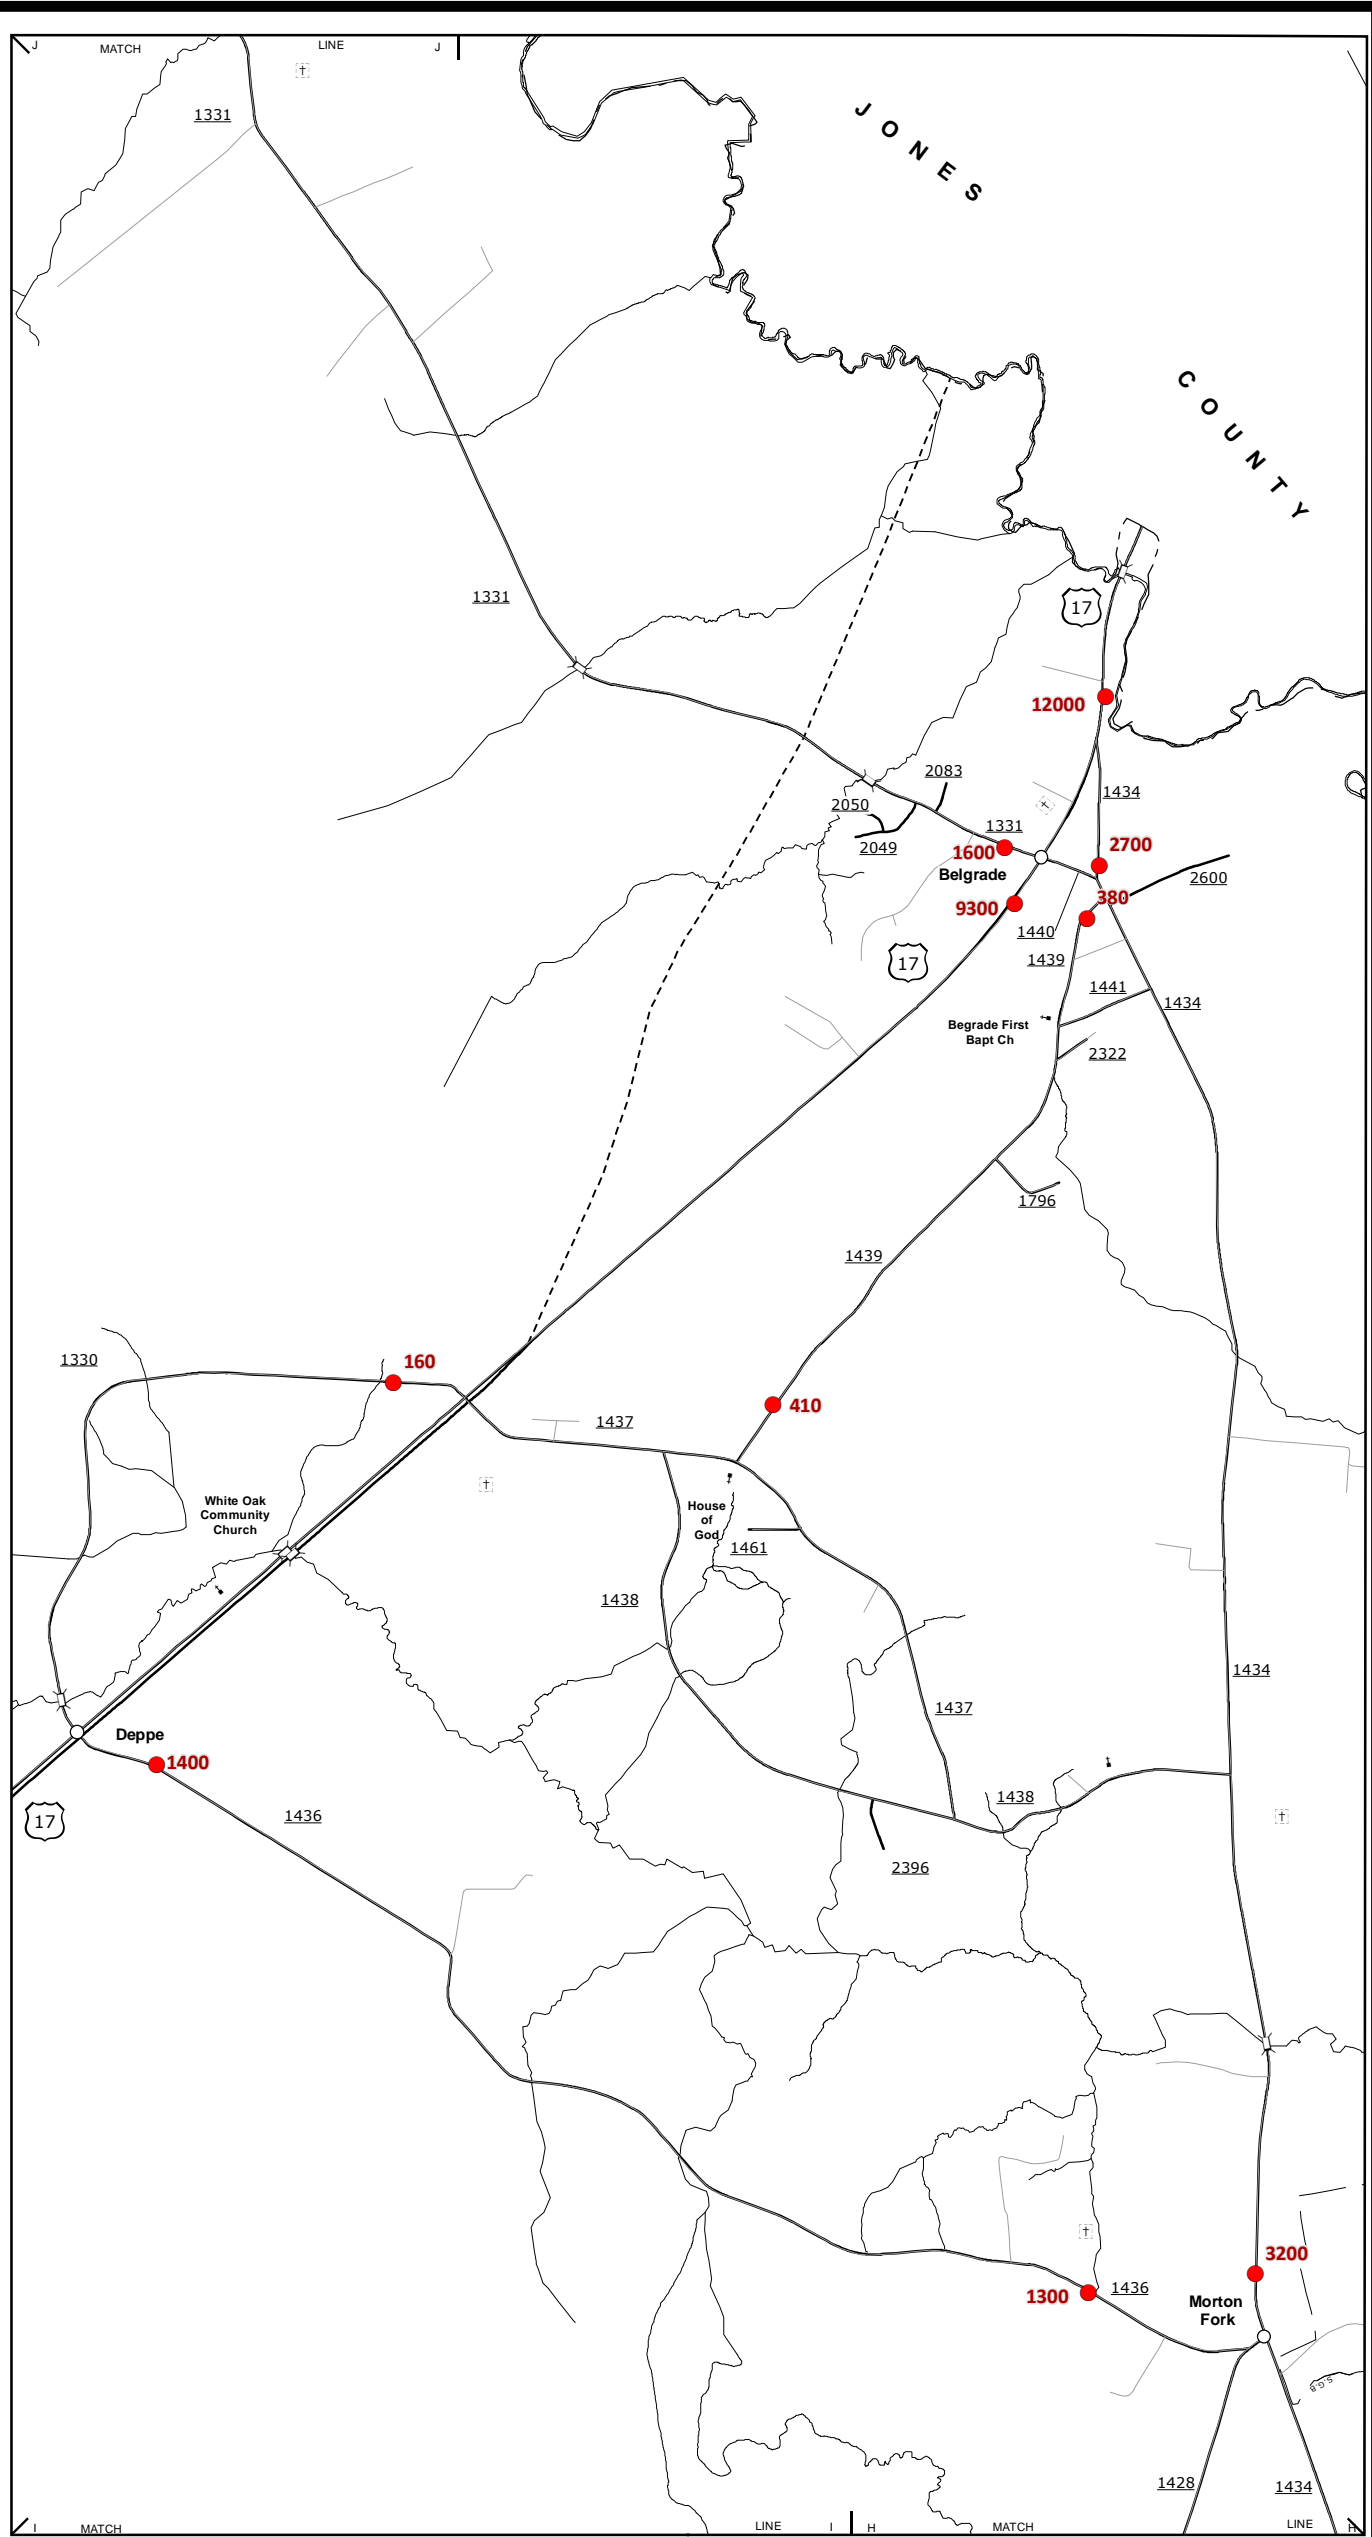 J MATCH LINE J
1331
JONES
COUNTY
1331
17
12000
2083
1434
2050
1331
2049
1600
2700
Belgrade
2600
380
9300
1440
17
1439
1441
1434
Begrade First
Bapt Ch
2322
1796
1439
1330
160
410
1437
White Oak
Community
Church
House
of
God
1461
1438
1434
1437
Deppe
1400
17
1436
1438
2396
3200
1300
1436
Morton
Fork
S.G.B.
1428
1434
I MATCH LINE I H MATCH LINE H